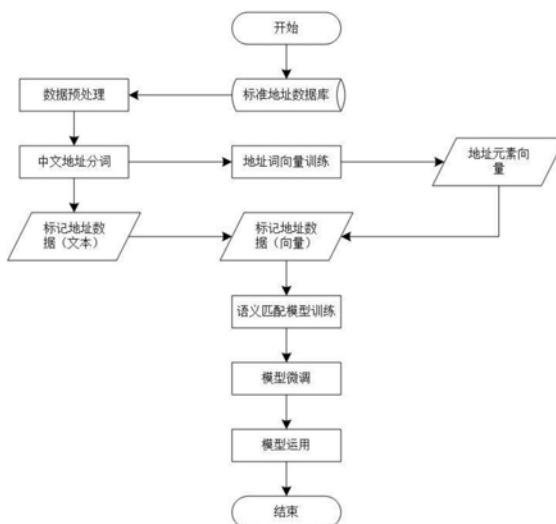 开始
数据预处理
标准地址数据库
中文地址分词
地址词向量训练
地址元素向
量
标记地址数
据（文本）
标记地址数
据（向量）
语义匹配模型训练
模型微调
模型运用
结束